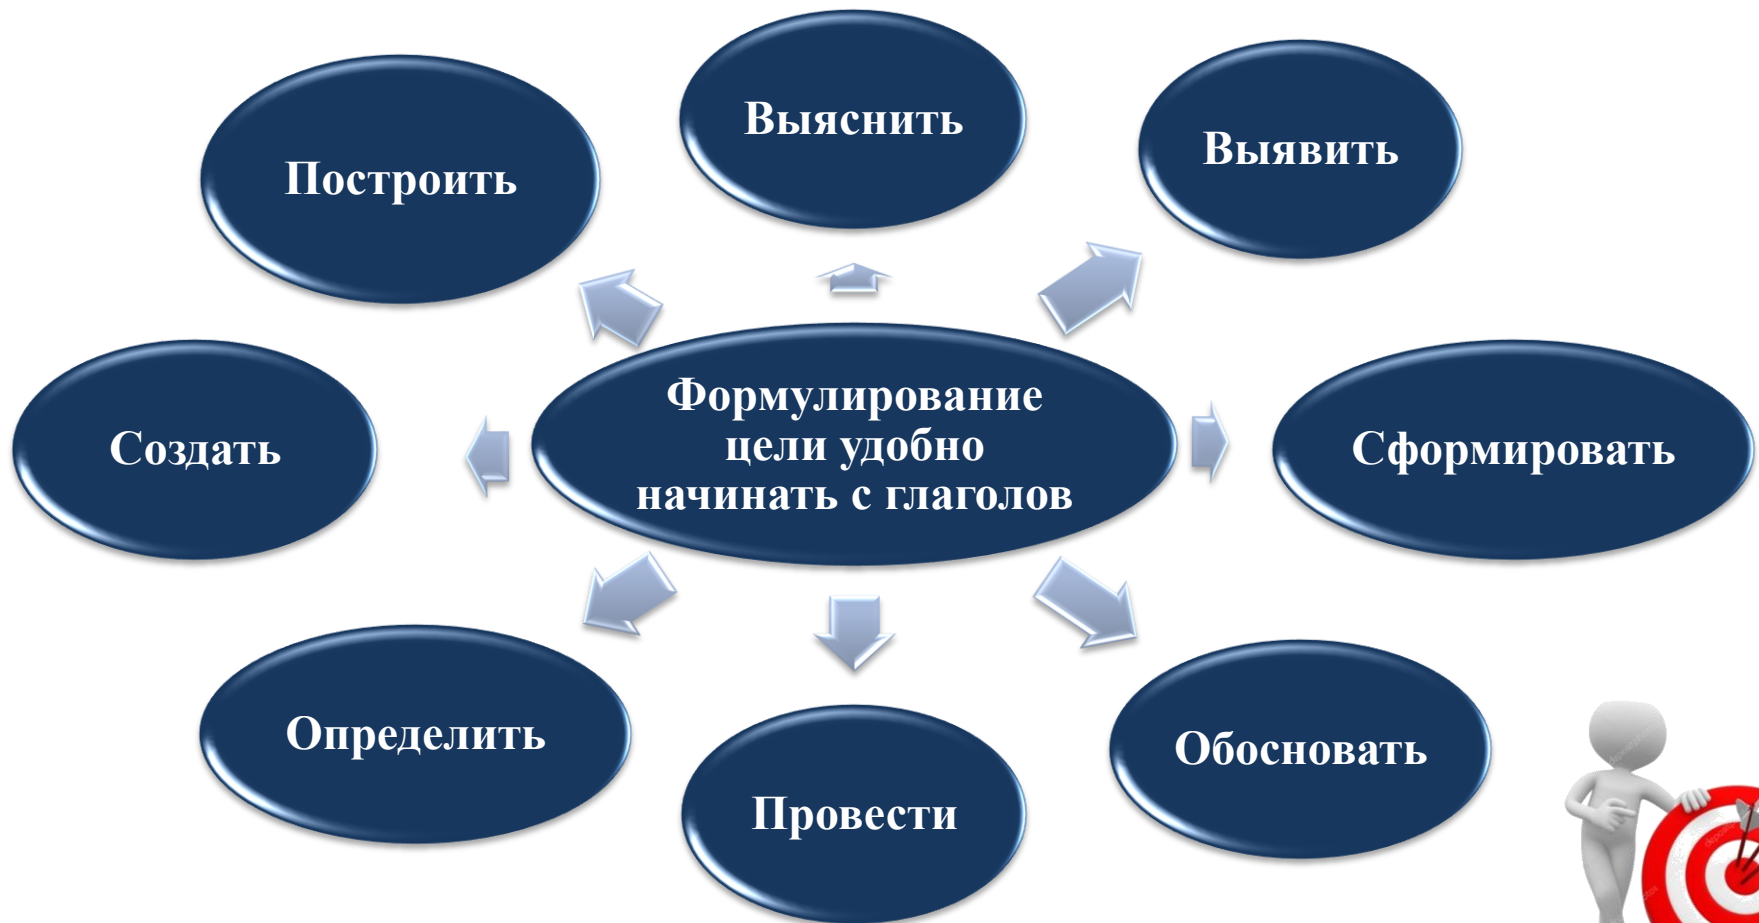 Выяснить
Выявить
Построить
Формулирование
цели удобно
начинать с глаголов
Создать
Сформировать
Определить
Обосновать
Провести